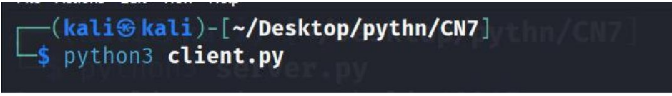 ┌──(kali㉿kali)-[~/Desktop/pythn/CN7]
└─$ python3 client.py